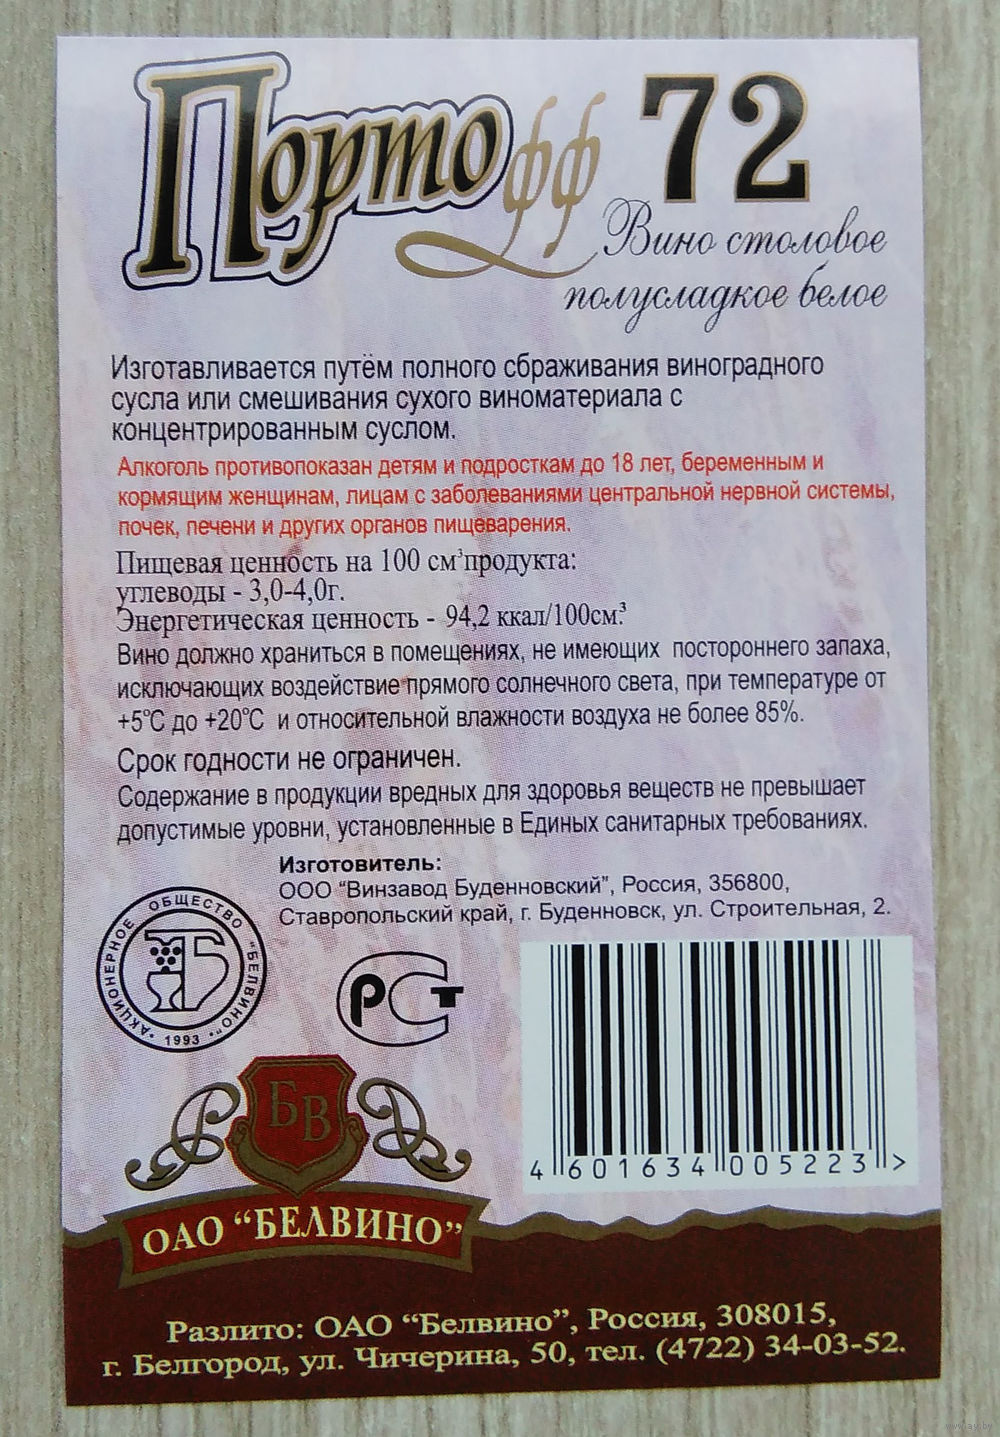 Портофф 72
Вино столовое
полусладкое белое
Изготавливается путём полного сбраживания виноградного
сусла или смешивания сухого виноматериала с
концентрированным суслом.
Алкоголь противопоказан детям и подросткам до 18 лет, беременным и
кормящим женщинам, лицам с заболеваниями центральной нервной системы,
почек, печени и других органов пищеварения.
Пищевая ценность на 100 см³продукта:
углеводы - 3,0-4,0г.
Энергетическая ценность - 94,2 ккал/100см³.
Вино должно храниться в помещениях, не имеющих постороннего запаха,
исключающих воздействие прямого солнечного света, при температуре от
+5°С до +20°С и относительной влажности воздуха не более 85%.
Срок годности не ограничен.
Содержание в продукции вредных для здоровья веществ не превышает
допустимые уровни, установленные в Единых санитарных требованиях.
Изготовитель:
ООО “Винзавод Буденновский”, Россия, 356800,
Ставропольский край, г. Буденновск, ул. Строительная, 2.
АКЦИОНЕРНОЕ ОБЩЕСТВО “БЕЛВИНО”
Б
1993
РСТ
4 601634 005223 >
БВ
ОАО “БЕЛВИНО”
Разлито: ОАО “Белвино”, Россия, 308015,
г. Белгород, ул. Чичерина, 50, тел. (4722) 34-03-52.
www.ay.by